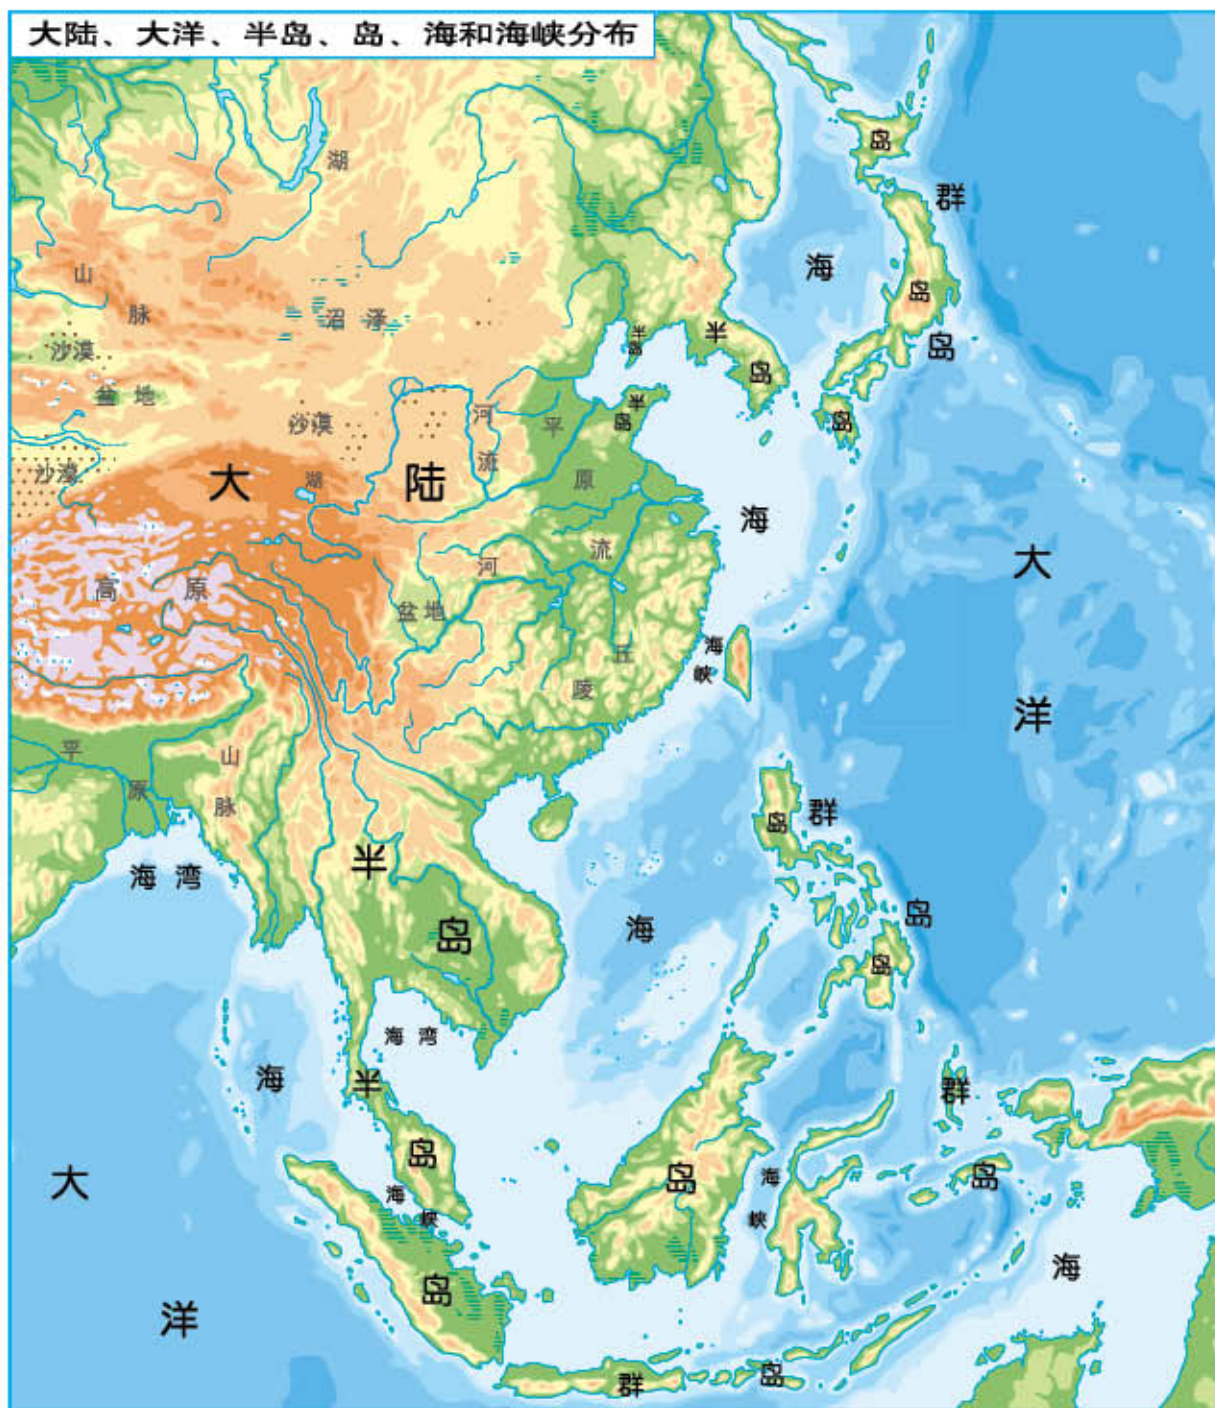 大陆、大洋、半岛、岛、海和海峡分布
岛
湖
群
海
山脉
岛
沼泽
半岛
半岛
岛
沙漠
盆地
半岛
岛
沙漠
河流
平原
沙漠
大陆
湖
海
大洋
高原
河流
盆地
海峡
丘陵
平原
山脉
群岛
岛
半岛
海湾
海
岛
海湾
海
半岛
群岛
大洋
海峡
岛
海峡
岛
海
群岛